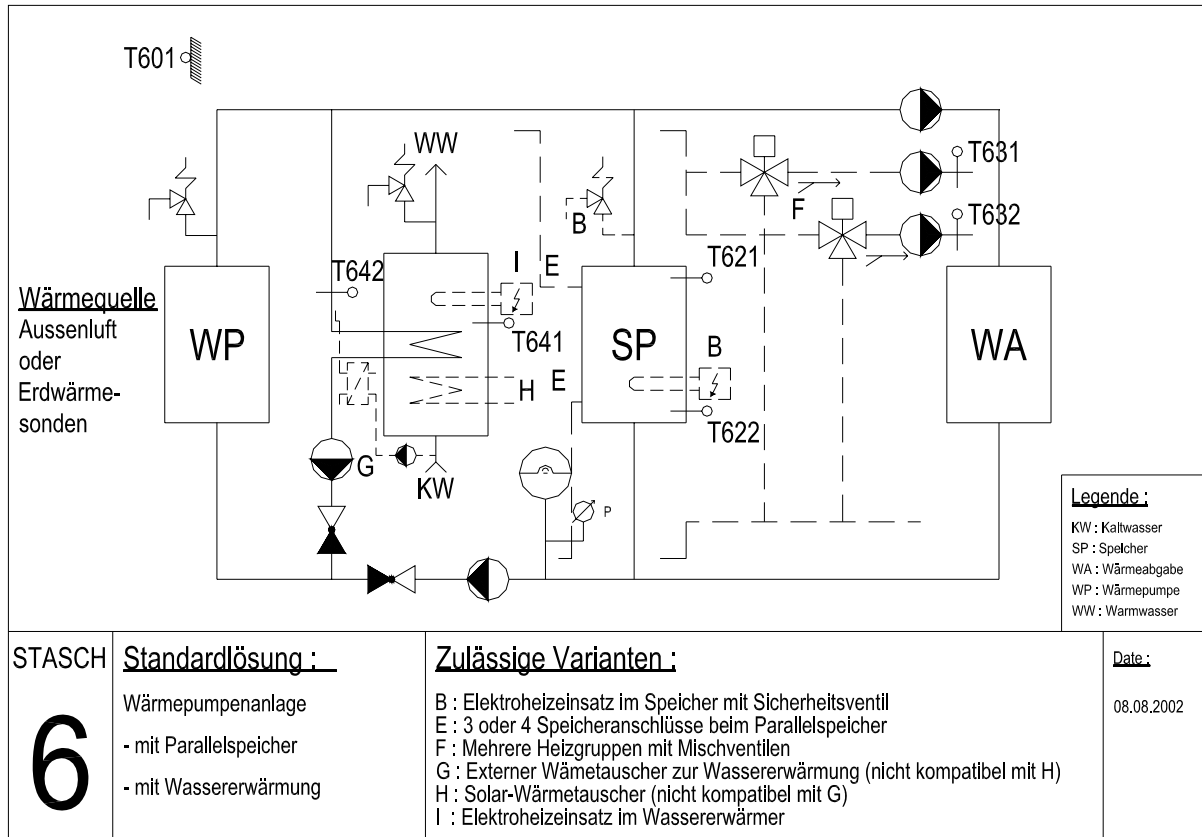 T601
WW
T631
F
T632
B
T621
I
E
T642
Wärmequelle
Aussenluft
oder
Erdwärme-
sonden
WP
T641
SP
B
WA
H
E
T622
G
KW
P
Legende :
KW : Kaltwasser
SP : Speicher
WA : Wärmeabgabe
WP : Wärmepumpe
WW : Warmwasser
STASCH
6
Standardlösung :
Wärmepumpenanlage
- mit Parallelspeicher
- mit Wassererwärmung
Zulässige Varianten :
B : Elektroheizeinsatz im Speicher mit Sicherheitsventil
E : 3 oder 4 Speicheranschlüsse beim Parallelspeicher
F : Mehrere Heizgruppen mit Mischventilen
G : Externer Wämetauscher zur Wassererwärmung (nicht kompatibel mit H)
H : Solar-Wärmetauscher (nicht kompatibel mit G)
I : Elektroheizeinsatz im Wassererwärmer
Date :
08.08.2002